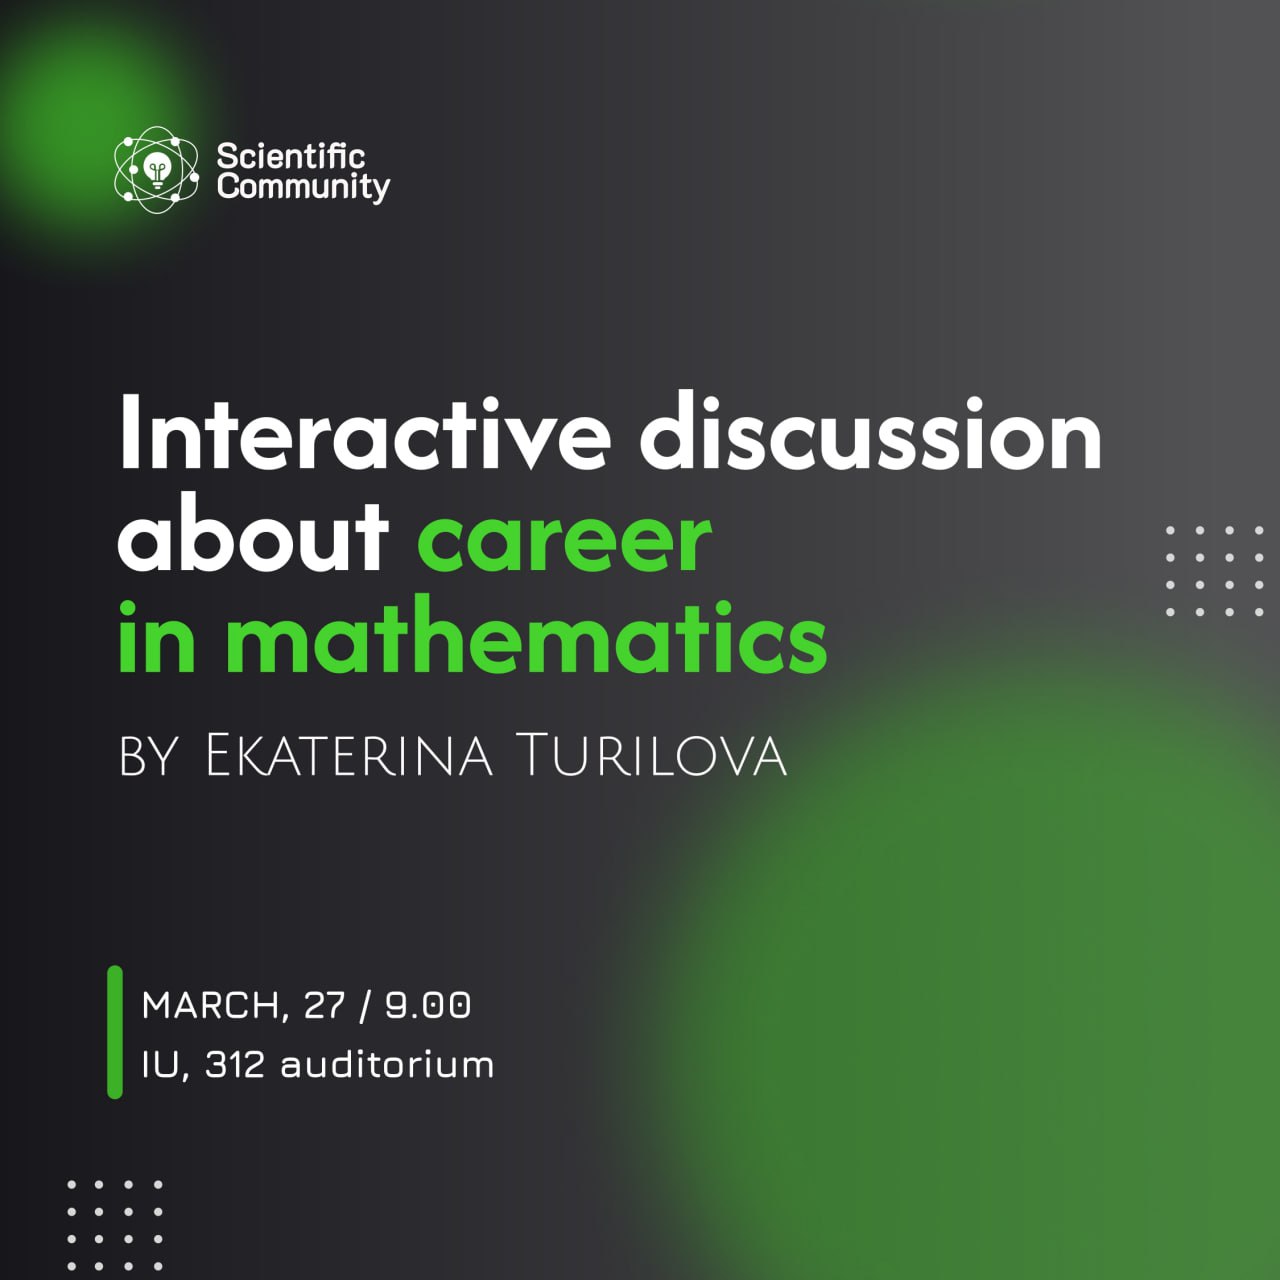 Scientific
Community
Interactive discussion
about career
in mathematics
BY EKATERINA TURILOVA
MARCH, 27 / 9.00
IU, 312 auditorium